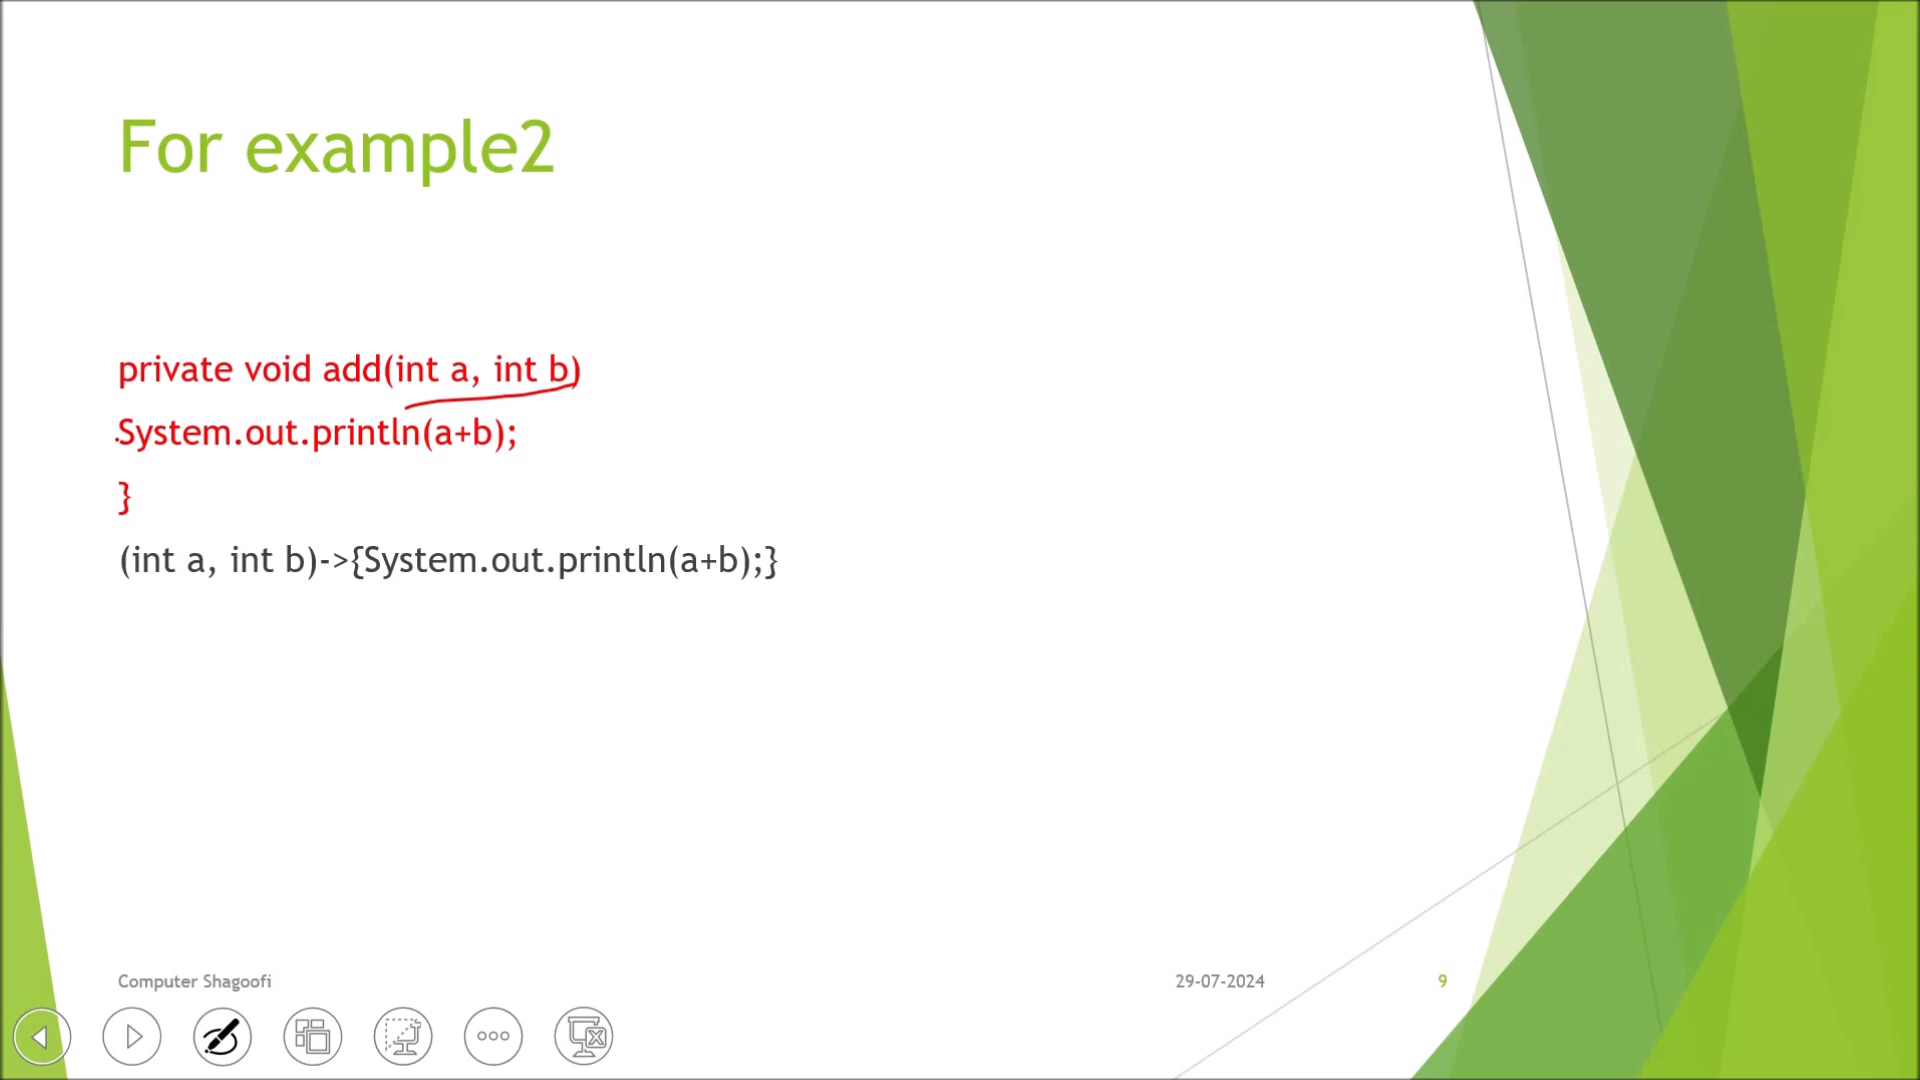 For example2
private void add(int a, int b)
System.out.println(a+b);
}
(int a, int b)->{System.out.println(a+b);}
Computer Shagoofi
29-07-2024
9